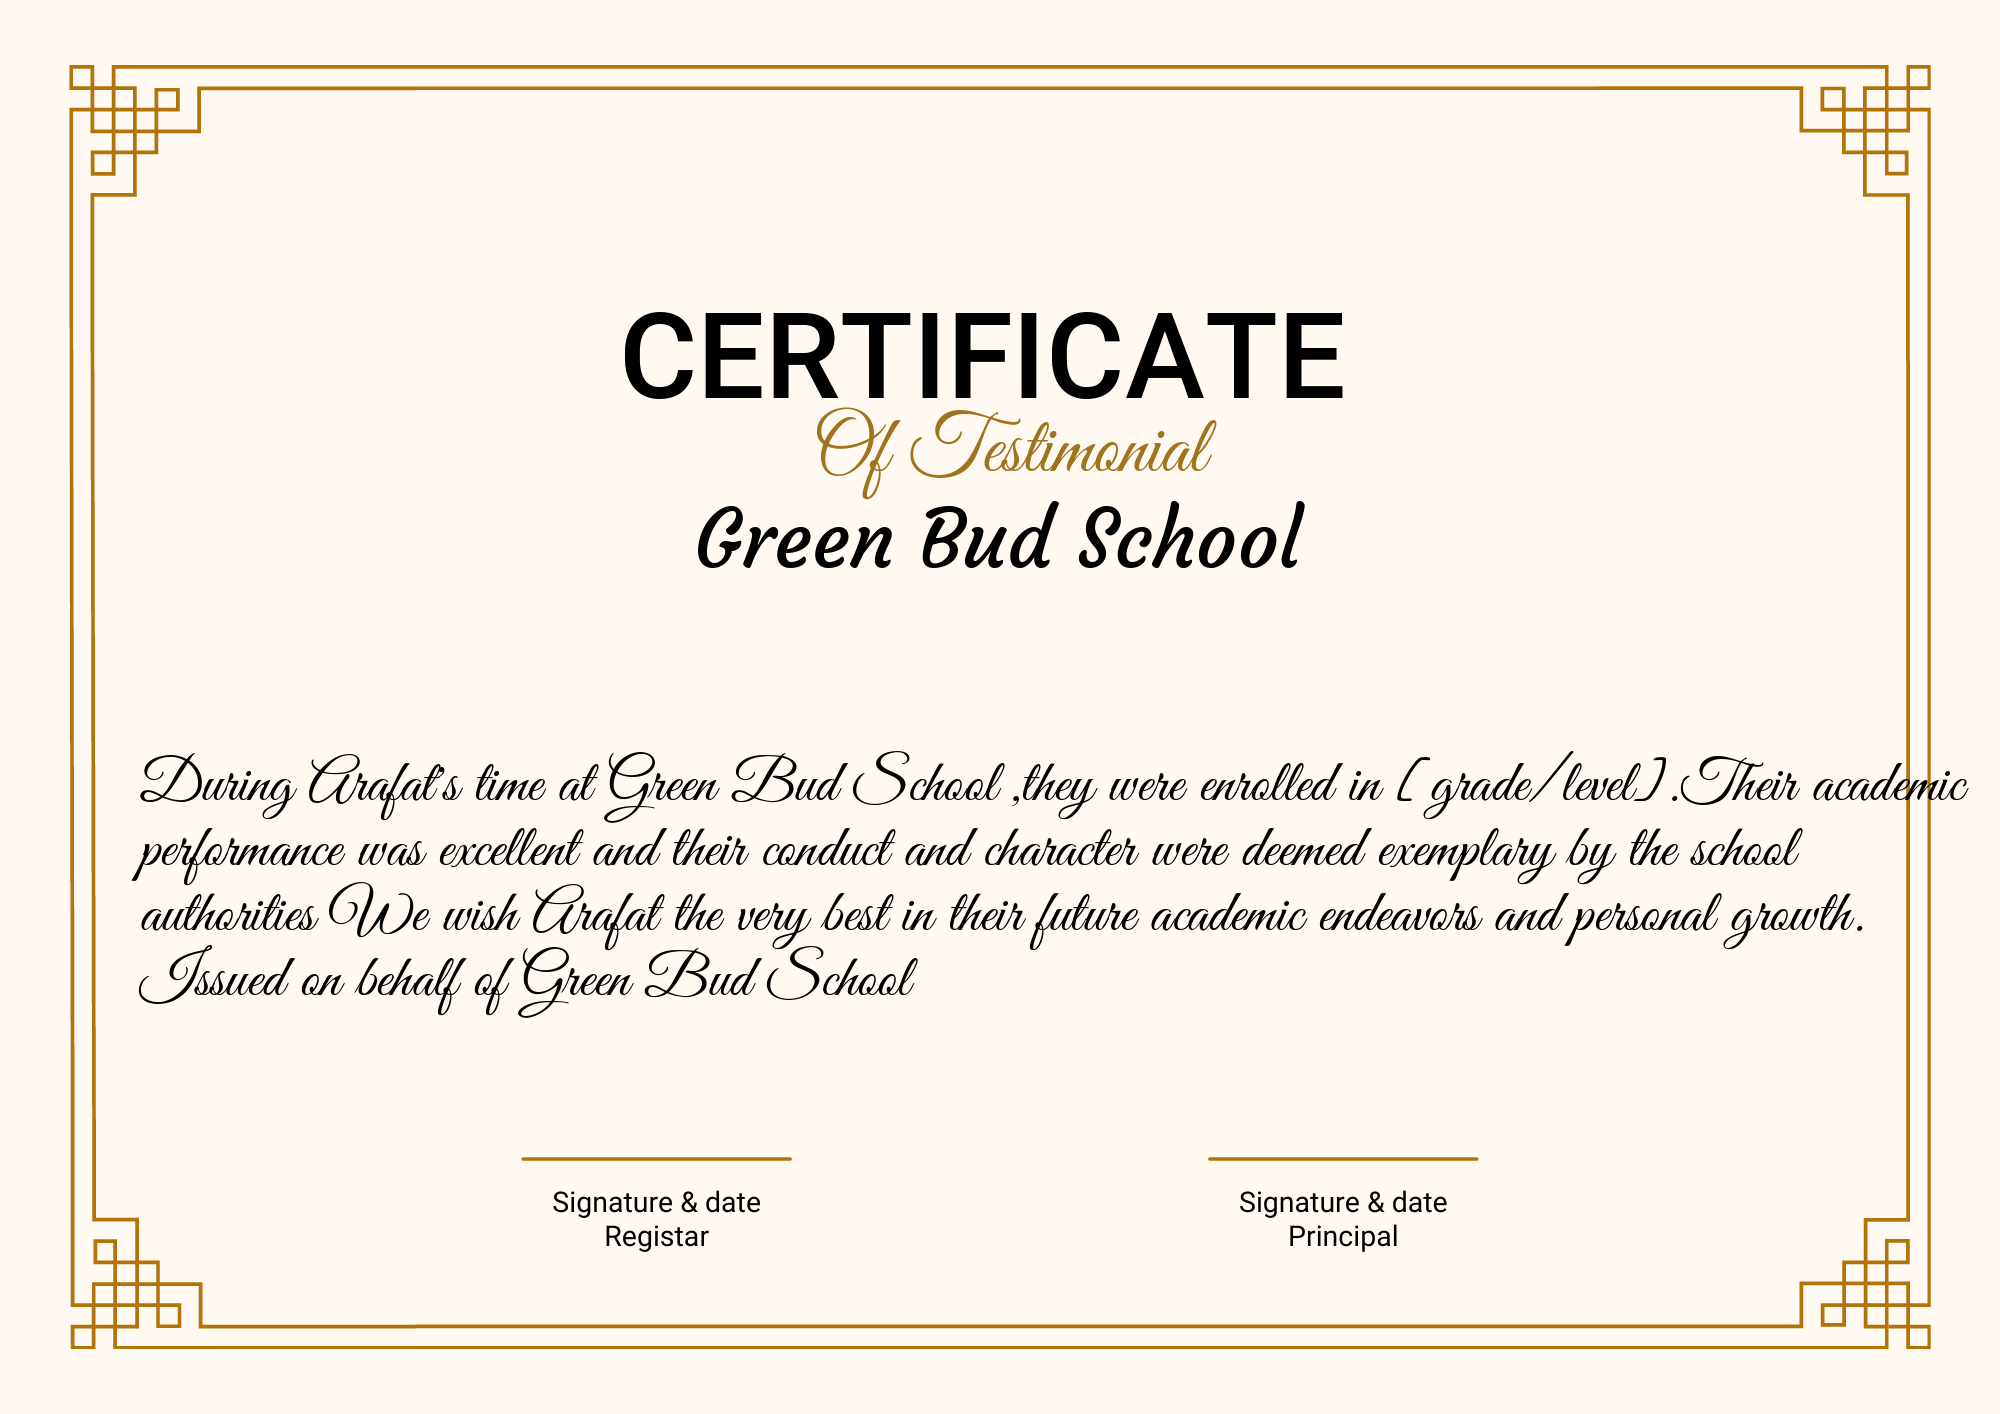 CERTIFICATE
Of Testimonial
Green Bud School
During Arafat's time at Green Bud School ,they were enrolled in [ grade/level] .Their academic
performance was excellent and their conduct and character were deemed exemplary by the school
authorities We wish Arafat the very best in their future academic endeavors and personal growth.
Issued on behalf of Green Bud School
Signature & date
Registar
Signature & date
Principal